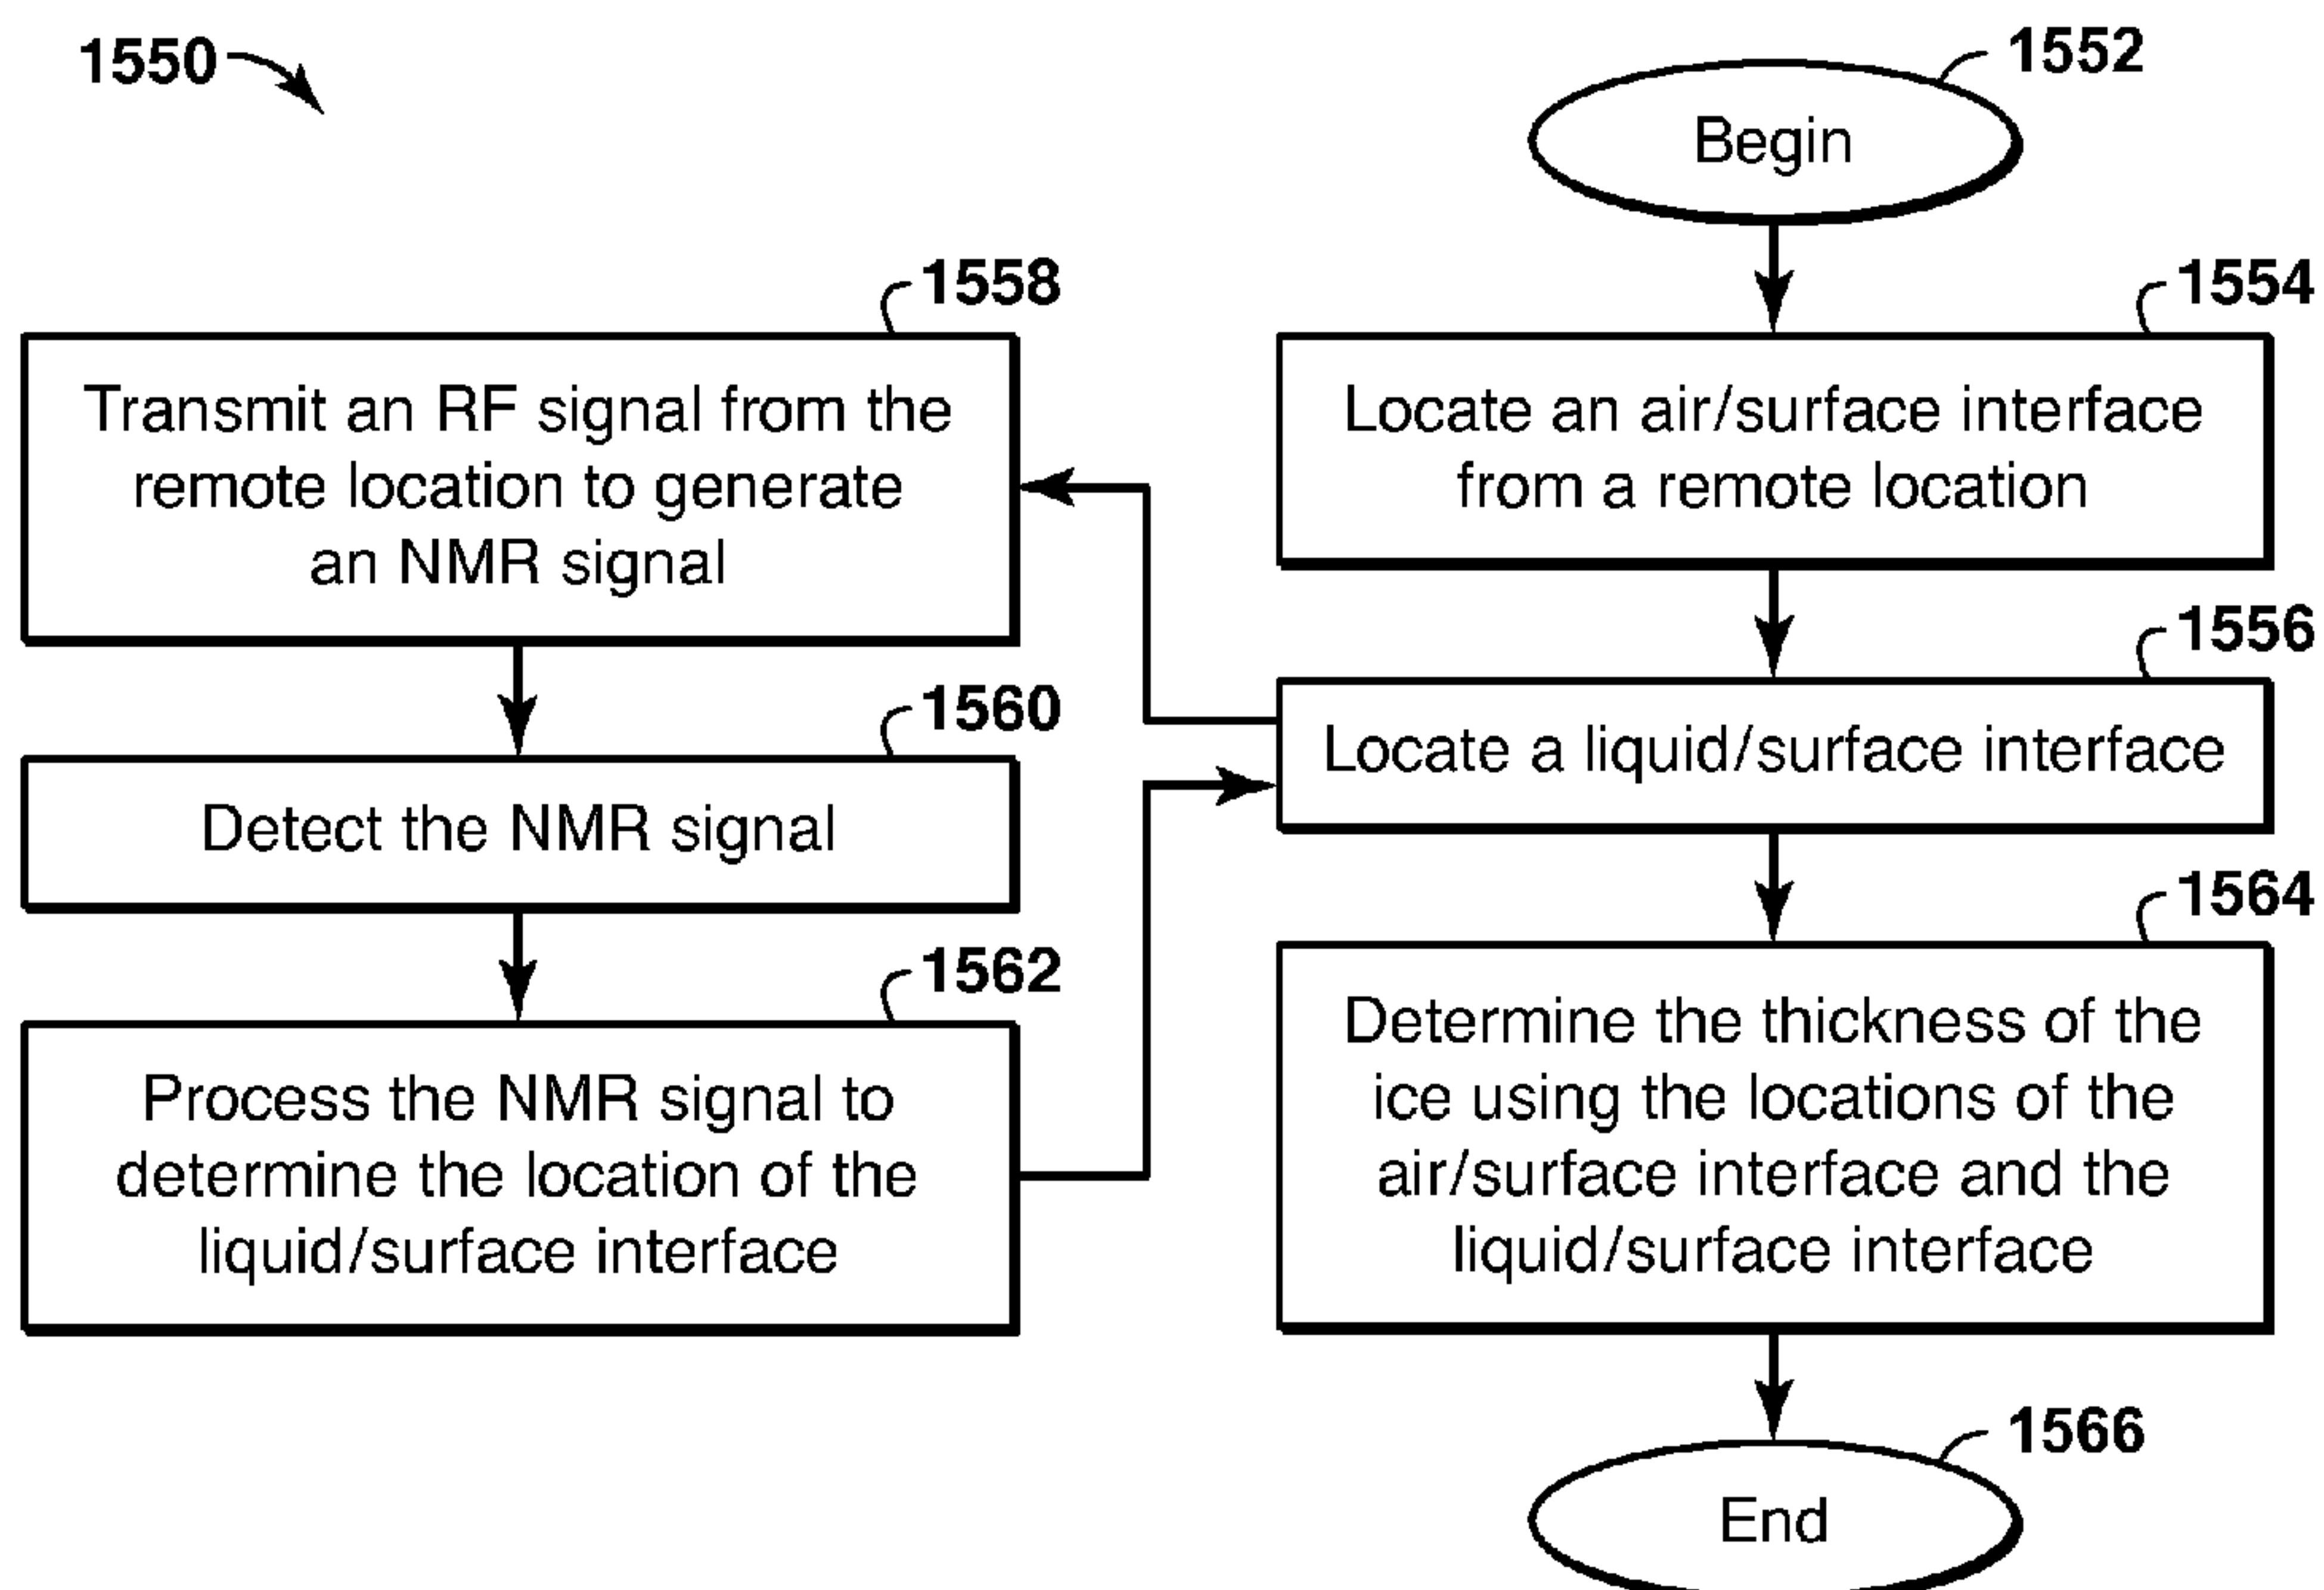 1550
1552
Begin
1554
Locate an air/surface interface
from a remote location
1556
Locate a liquid/surface interface
1558
Transmit an RF signal from the
remote location to generate
an NMR signal
1560
Detect the NMR signal
1562
Process the NMR signal to
determine the location of the
liquid/surface interface
1564
Determine the thickness of the
ice using the locations of the
air/surface interface and the
liquid/surface interface
1566
End